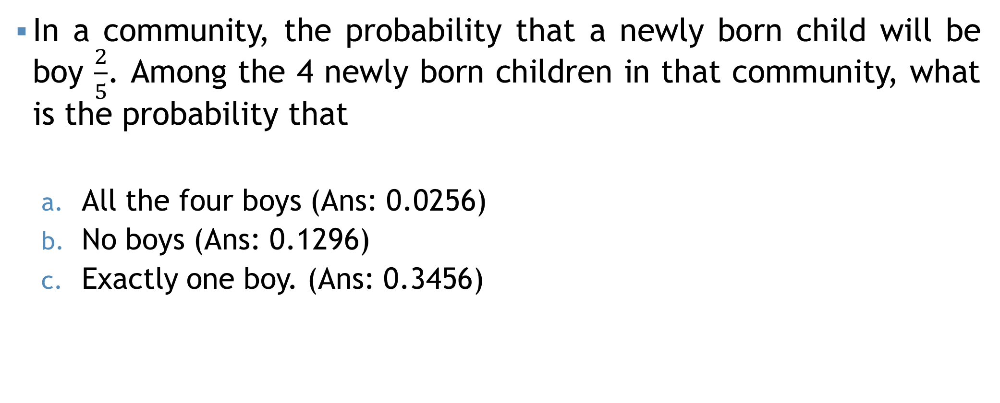 ▪ In a community, the probability that a newly born child will be
boy 2/5. Among the 4 newly born children in that community, what
is the probability that
a. All the four boys (Ans: 0.0256)
b. No boys (Ans: 0.1296)
c. Exactly one boy. (Ans: 0.3456)